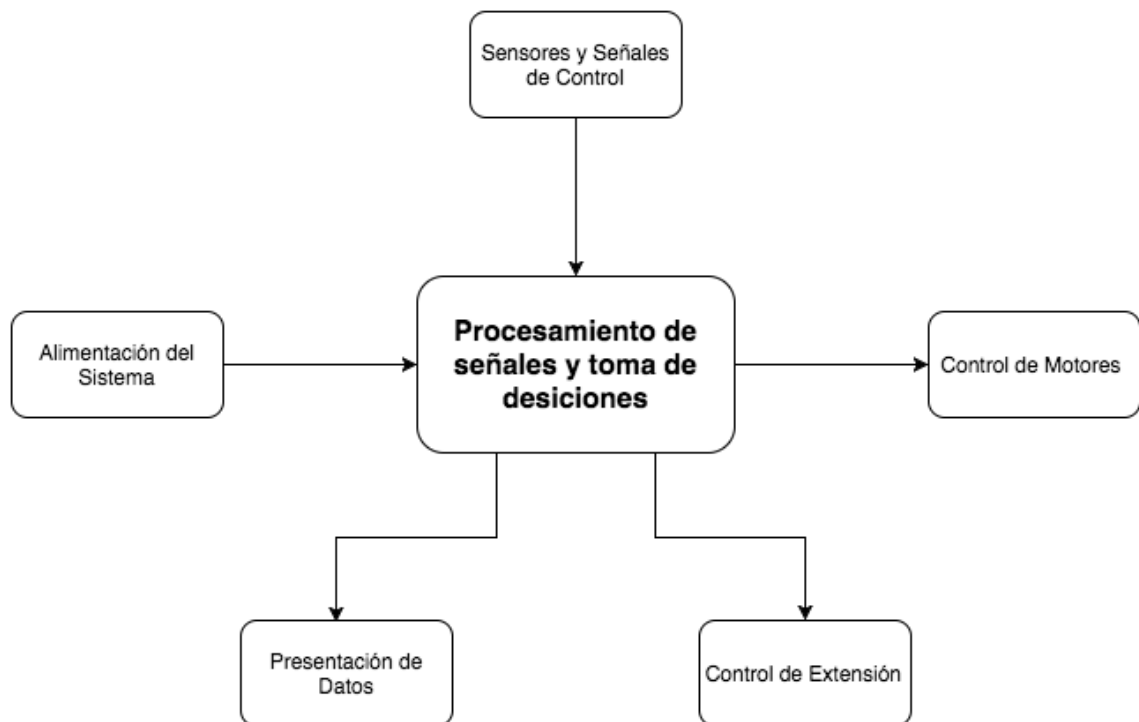 Sensores y Señales
de Control
Procesamiento de
señales y toma de
desiciones
Alimentación del
Sistema
Control de Motores
Presentación de
Datos
Control de Extensión